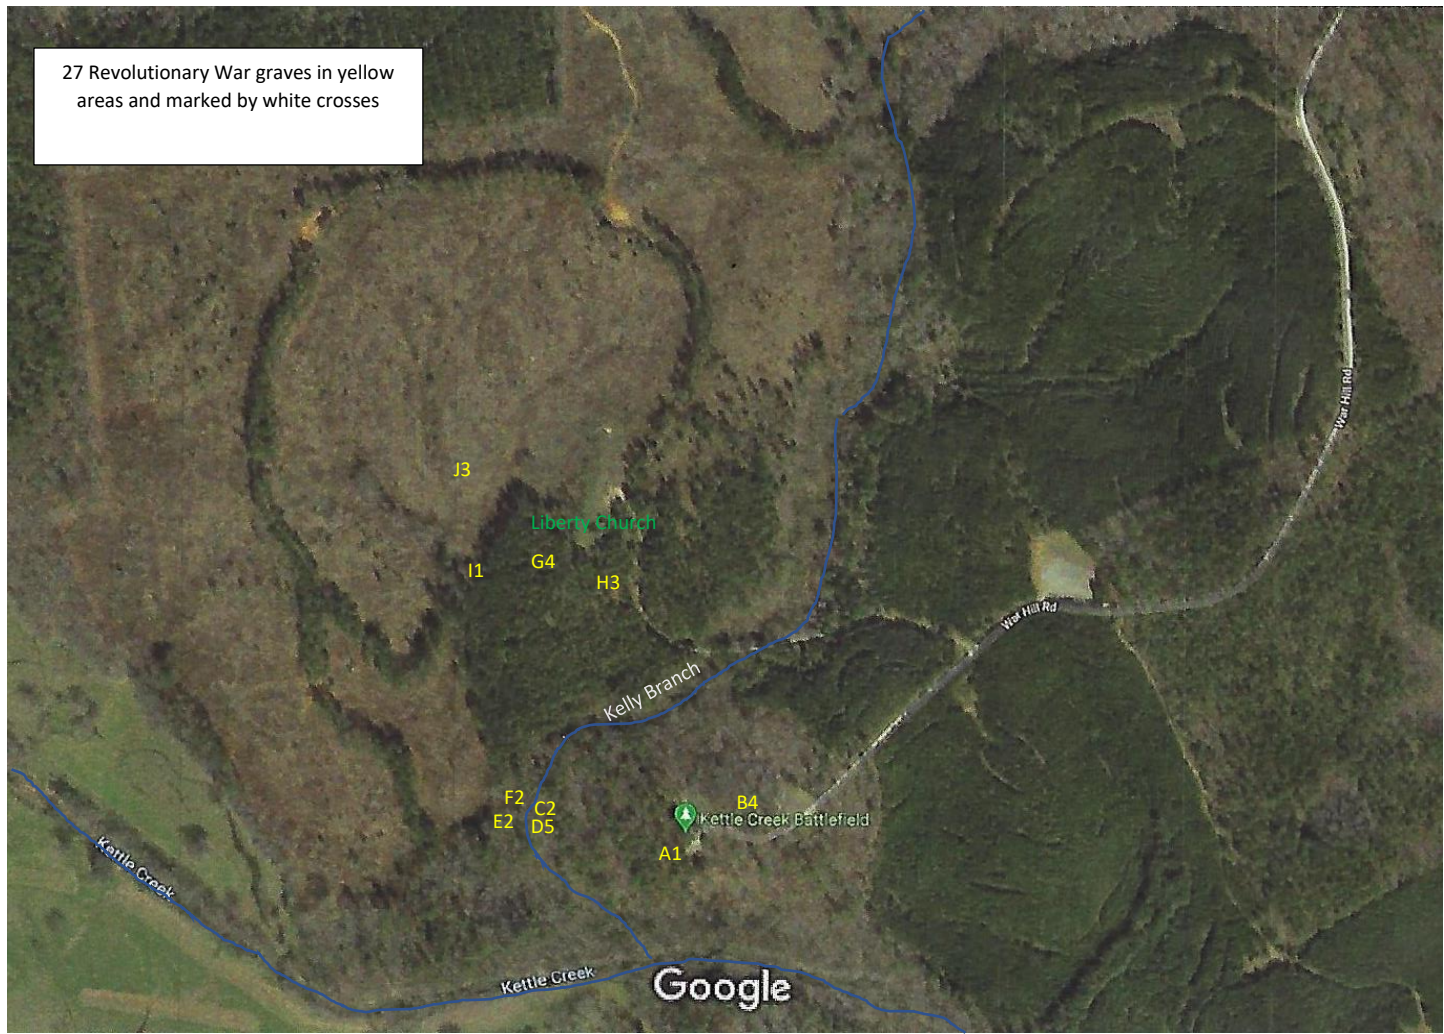 27 Revolutionary War graves in yellow
areas and marked by white crosses
War Hill Rd
J3
Liberty Church
G4
I1
H3
War Hill Rd
Kelly Branch
F2
C2
B4
E2
D5
Kettle Creek Battlefield
A1
Kettle Creek
Kettle Creek
Google